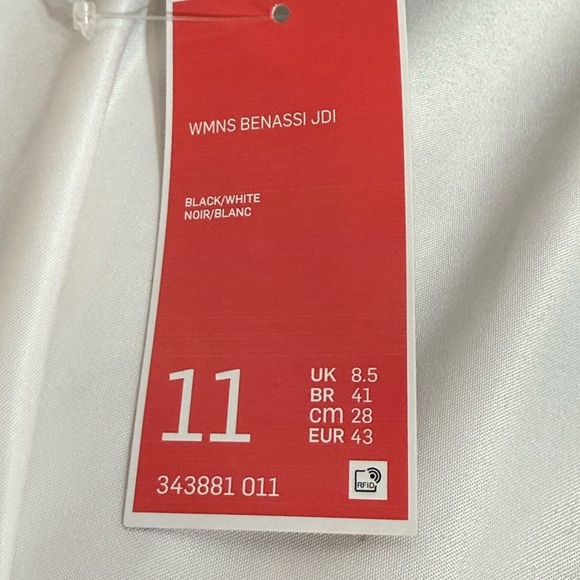 WMNS BENASSI JDI
BLACK/WHITE
NOIR/BLANC
11
UK 8.5
BR 41
cm 28
EUR 43
343881 011
RFID